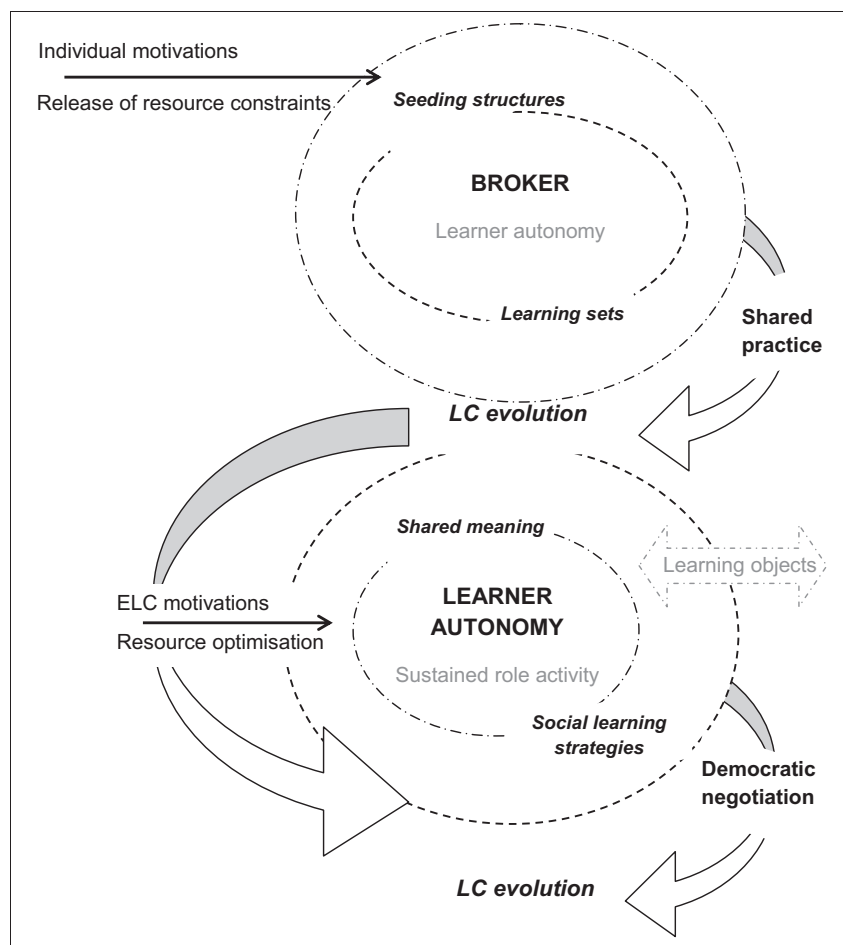 Individual motivations
Release of resource constraints
Seeding structures
BROKER
Learner autonomy
Learning sets
Shared
practice
LC evolution
Shared meaning
Learning objects
ELC motivations
Resource optimisation
LEARNER
AUTONOMY
Sustained role activity
Social learning
strategies
Democratic
negotiation
LC evolution